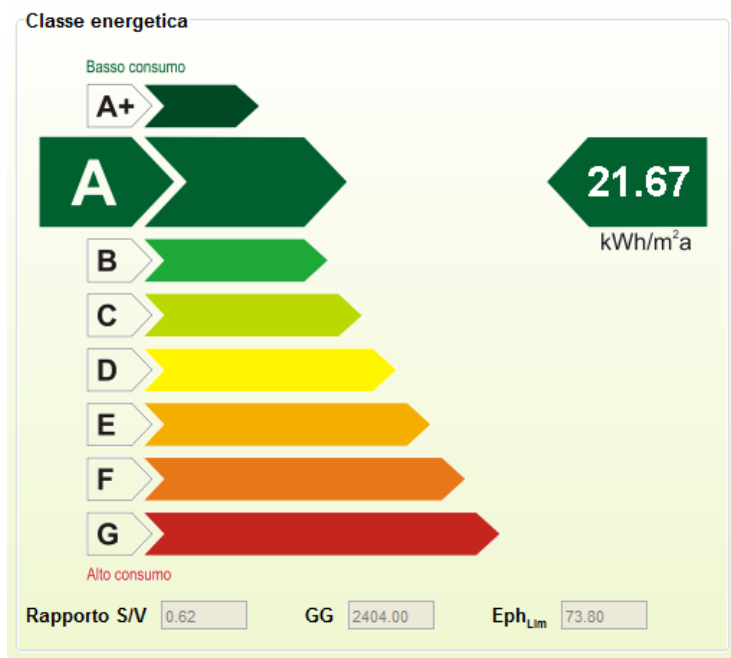 Classe energetica
Basso consumo
A+
A
21.67
kWh/m²a
B
C
D
E
F
G
Alto consumo
Rapporto S/V 0.62 GG 2404.00 EphLim 73.80